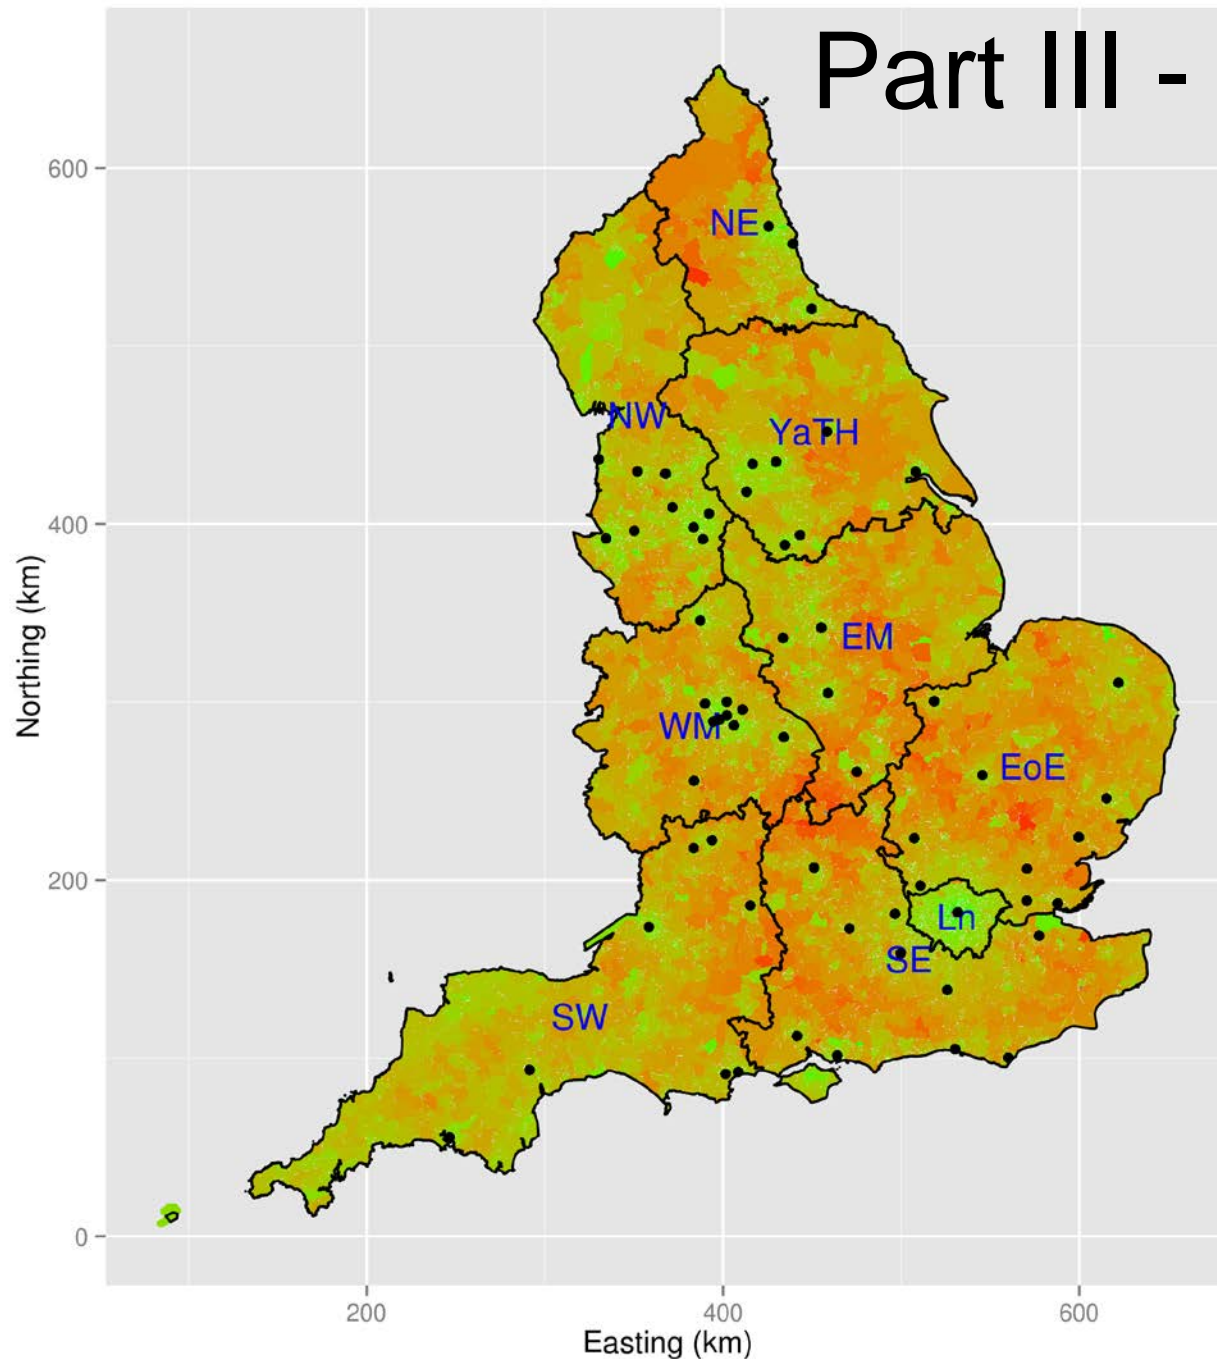 Part III -
600
NE
NW
YaTH
400
EM
WM
EoE
200
Ln
SE
SW
0
200
400
600
Northing (km)
Easting (km)